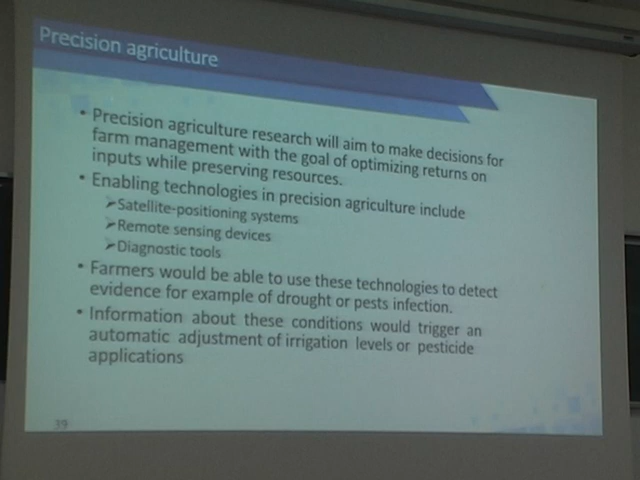 Precision agriculture
• Precision agriculture research will aim to make decisions for
farm management with the goal of optimizing returns on
inputs while preserving resources.
• Enabling technologies in precision agriculture include
➢Satellite-positioning systems
➢Remote sensing devices
➢Diagnostic tools
• Farmers would be able to use these technologies to detect
evidence for example of drought or pests infection.
• Information about these conditions would trigger an
automatic adjustment of irrigation levels or pesticide
applications
39